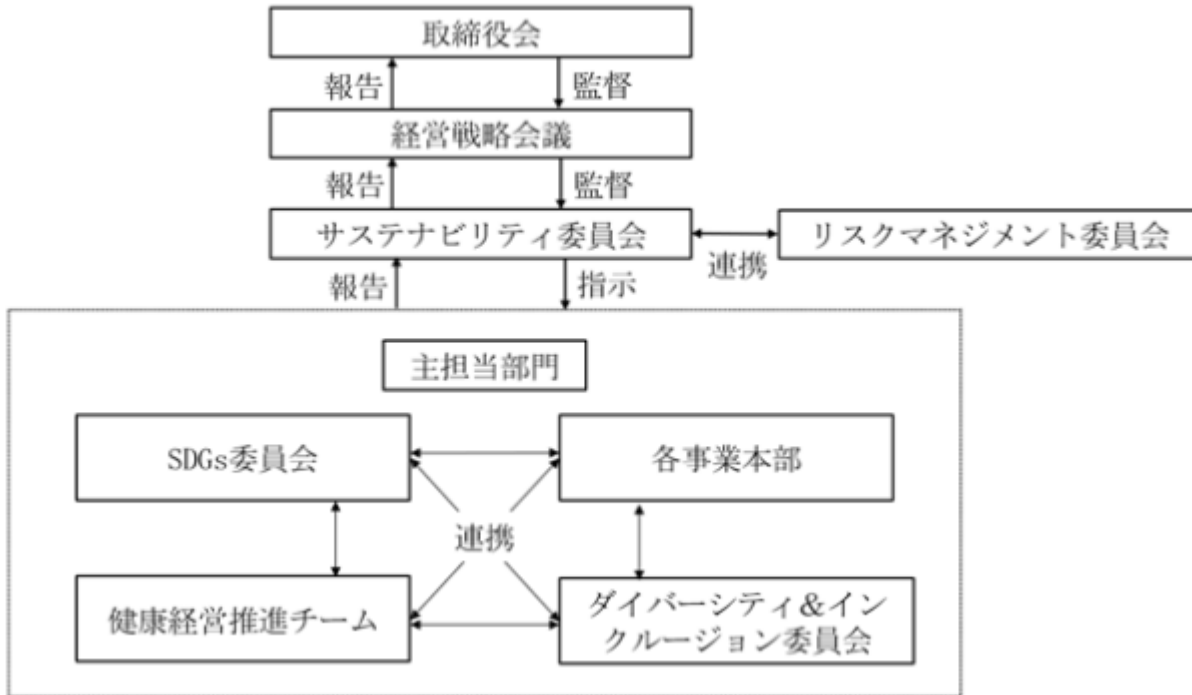 取締役会
報告
監督
経営戦略会議
報告
監督
サステナビリティ委員会
リスクマネジメント委員会
連携
報告
指示
主担当部門
SDGs委員会
各事業本部
連携
健康経営推進チーム
ダイバーシティ&イン
クルージョン委員会